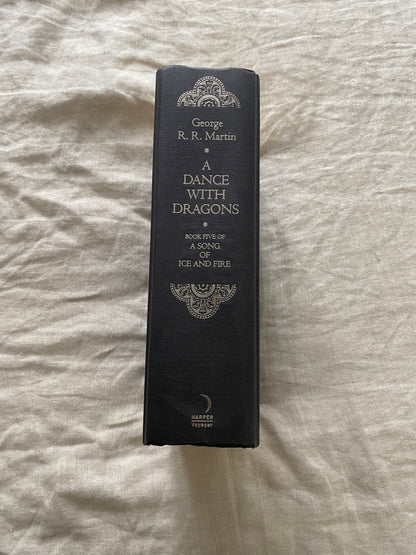 George
R. R. Martin
A
DANCE
WITH
DRAGONS
BOOK FIVE OF
A SONG
OF
ICE AND FIRE
HARPER
Voyager